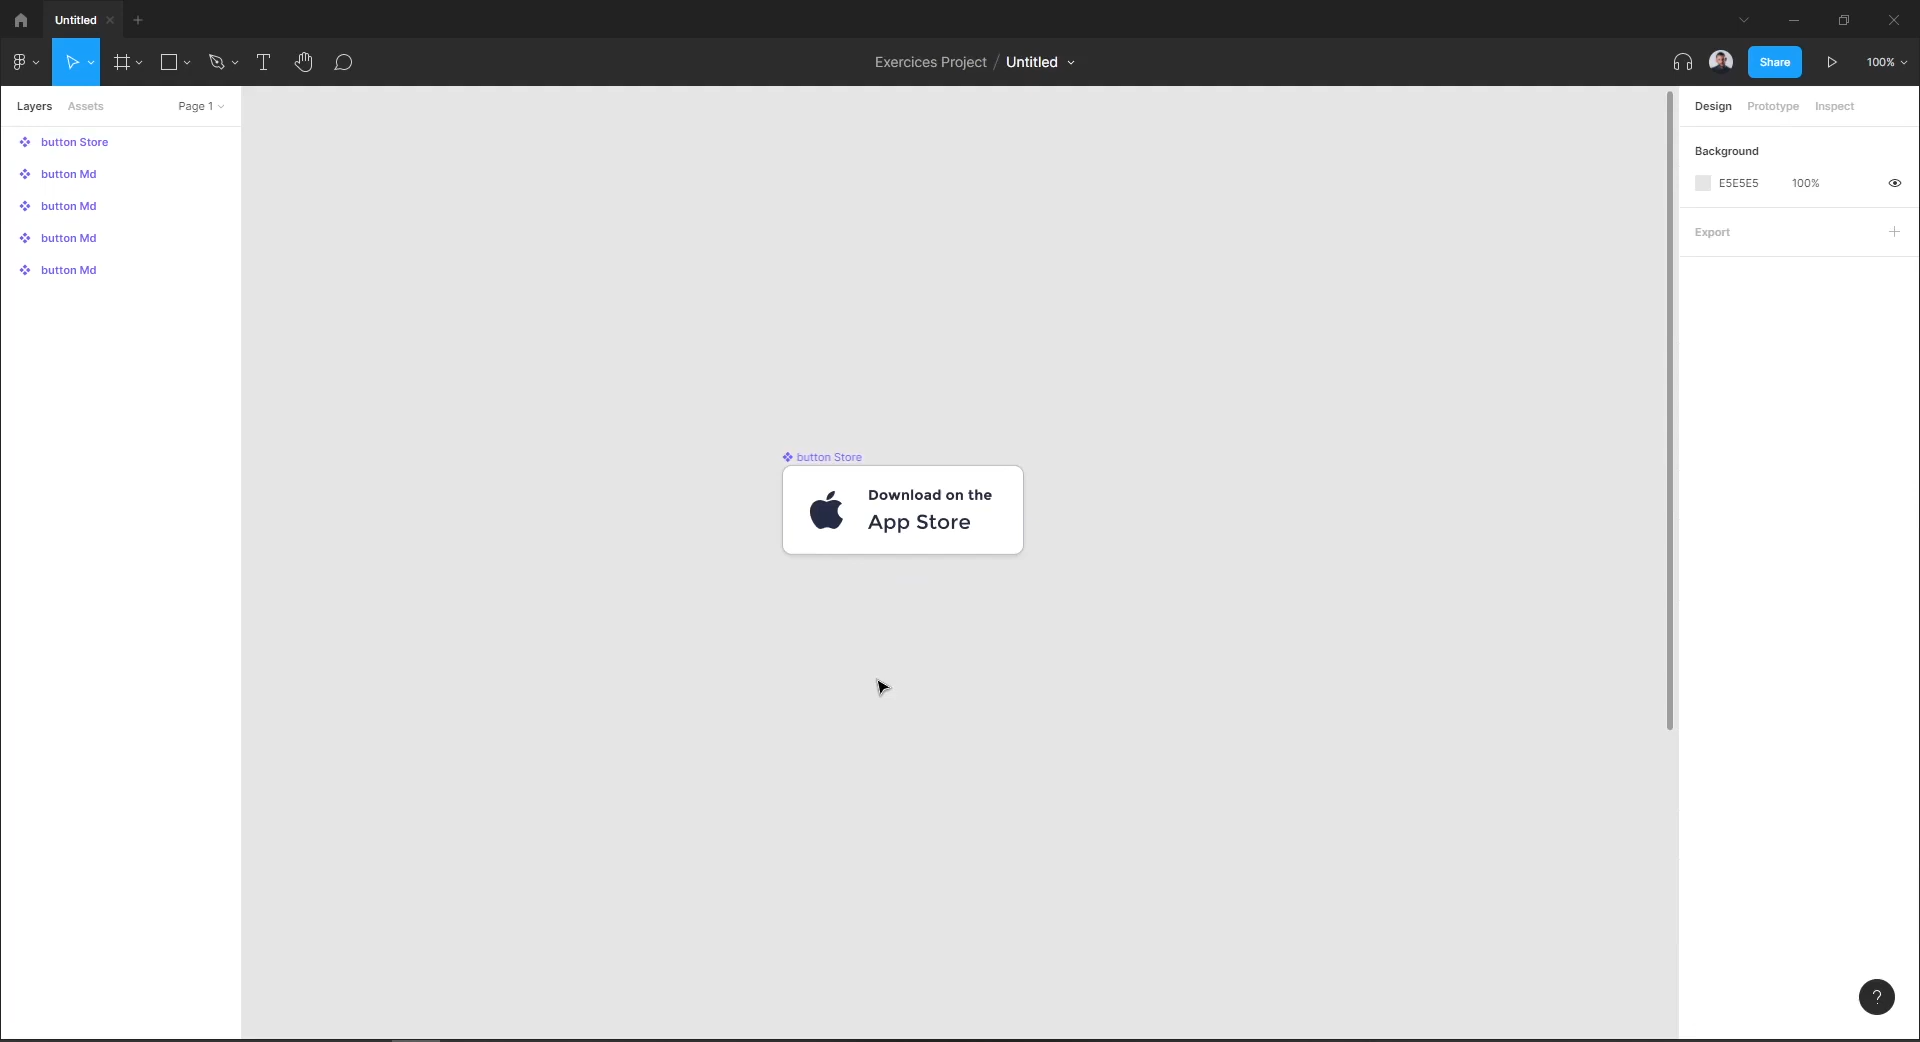 Untitled
Exercices Project / Untitled
Share
100%
Layers
Assets
Page 1
button Store
button Md
button Md
button Md
button Md
button Store
Download on the
App Store
Design
Prototype
Inspect
Background
E5E5E5
100%
Export
?